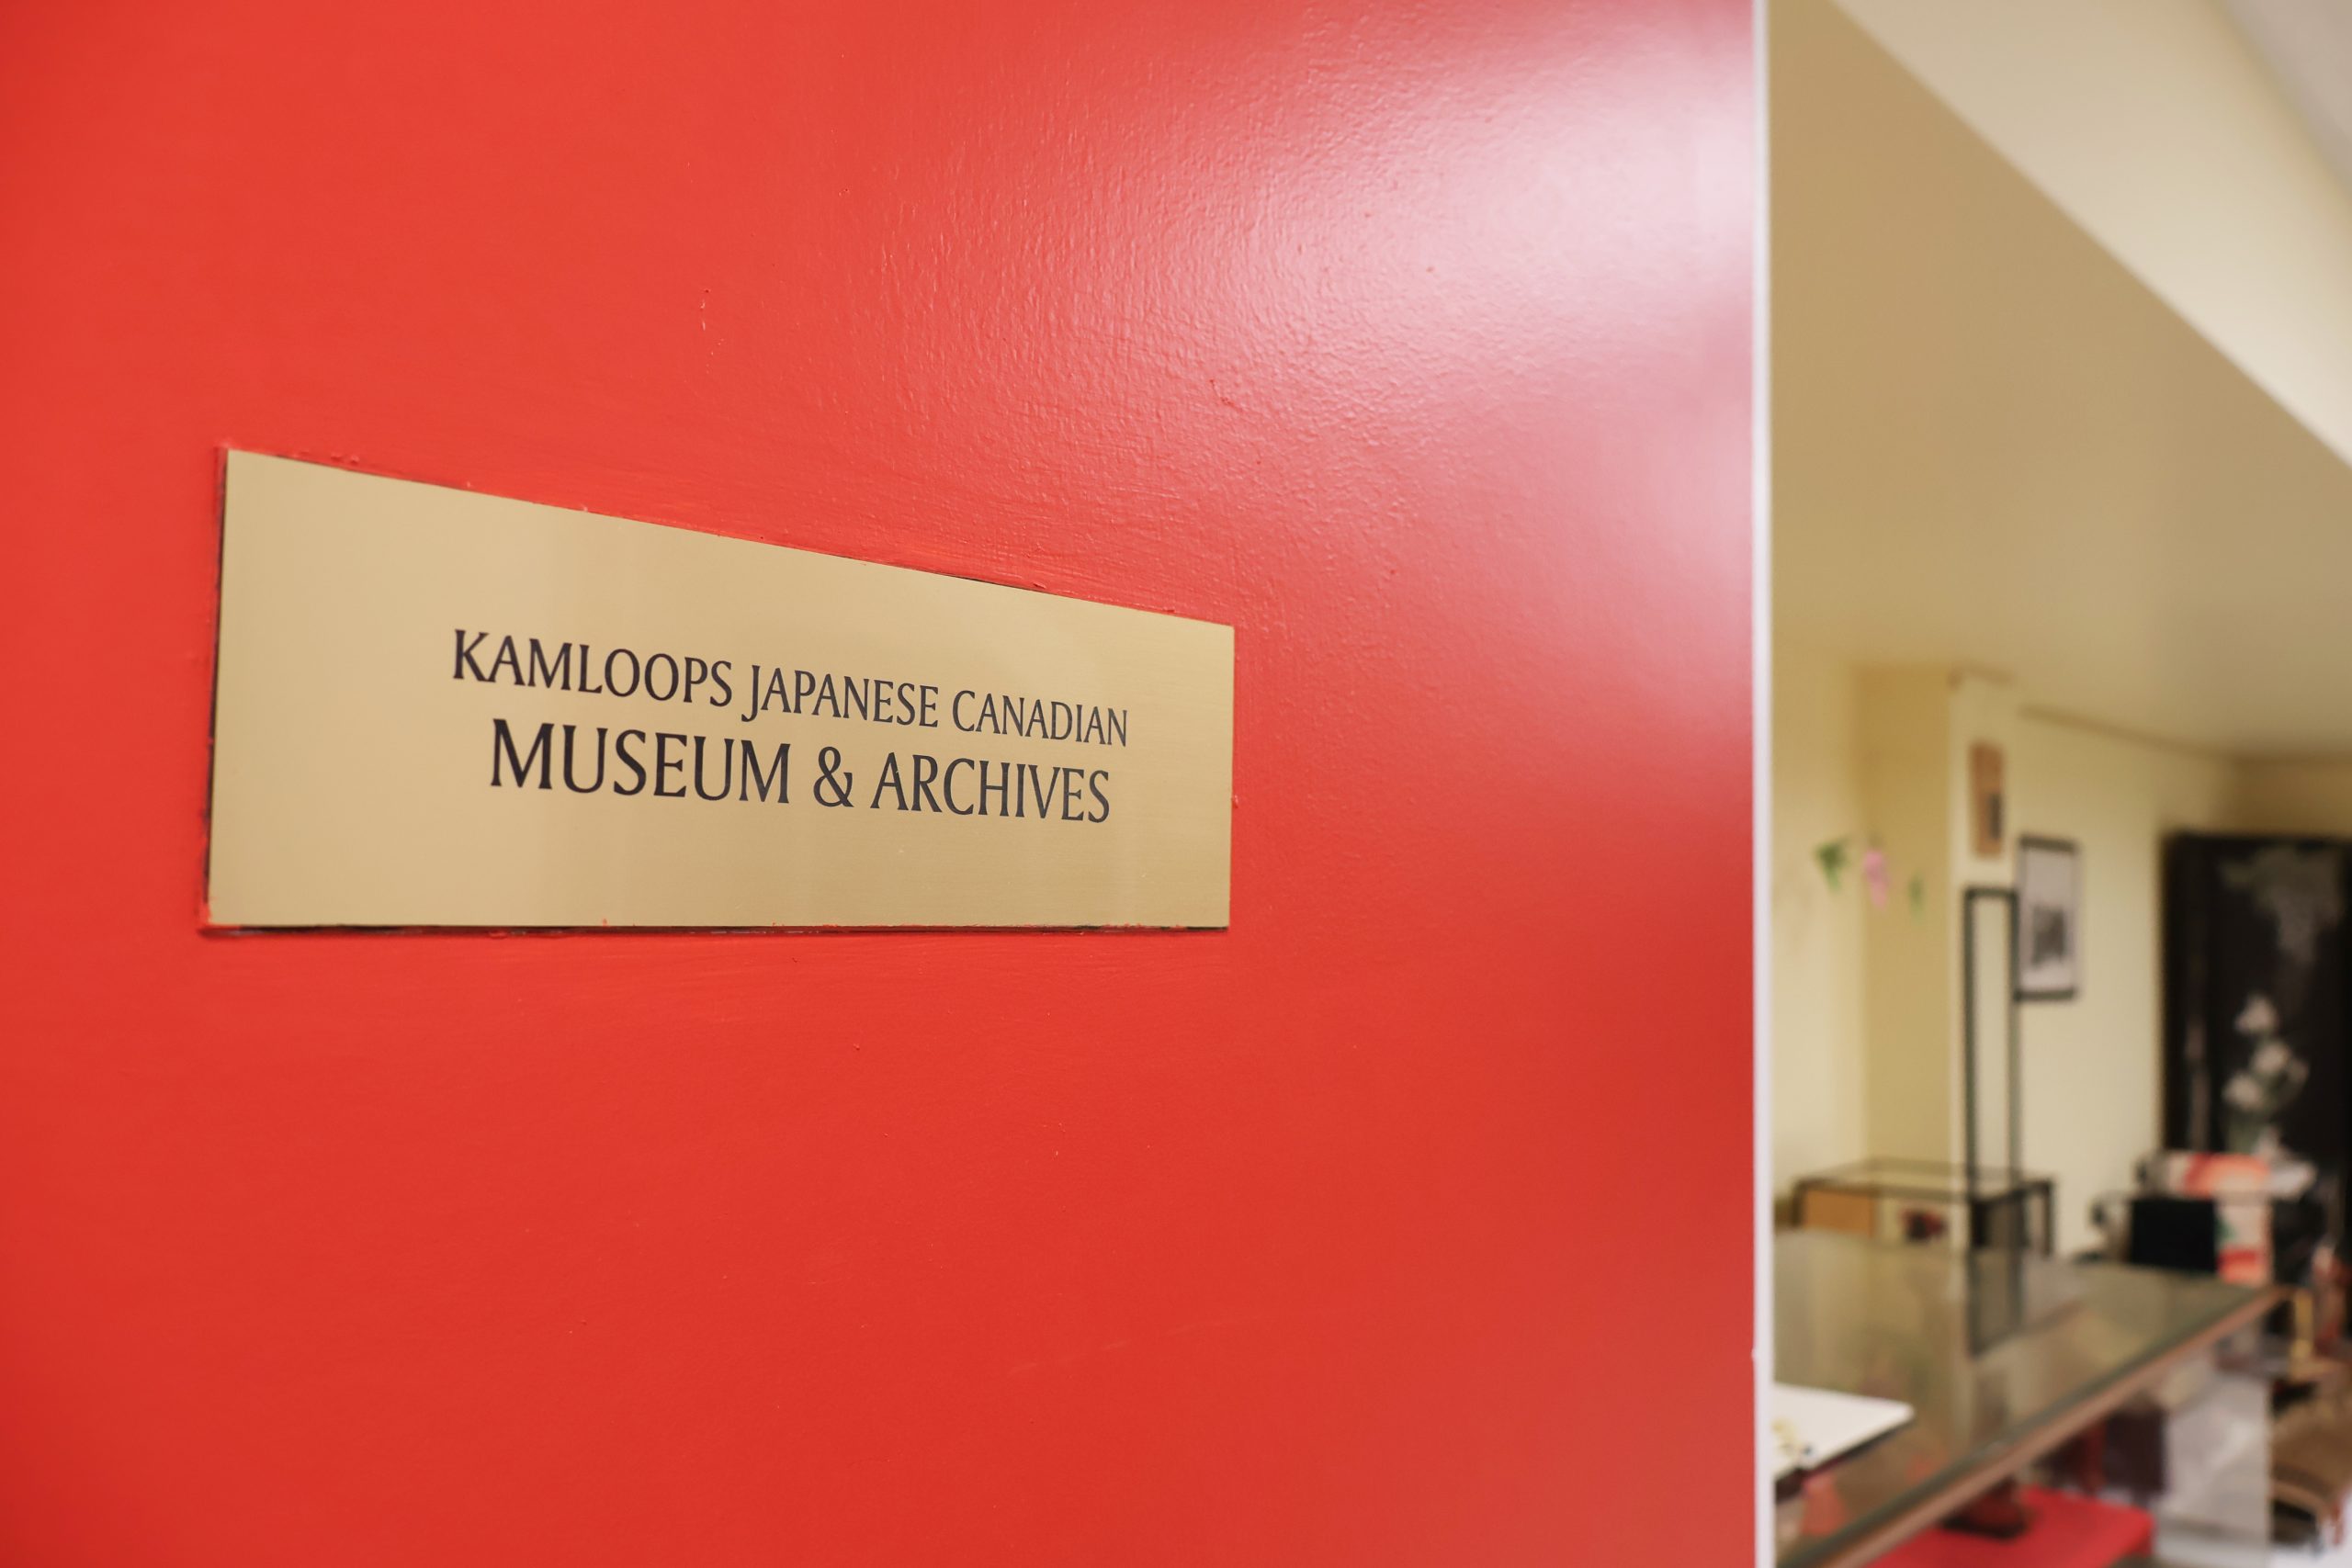 KAMLOOPS JAPANESE CANADIAN
MUSEUM & ARCHIVES